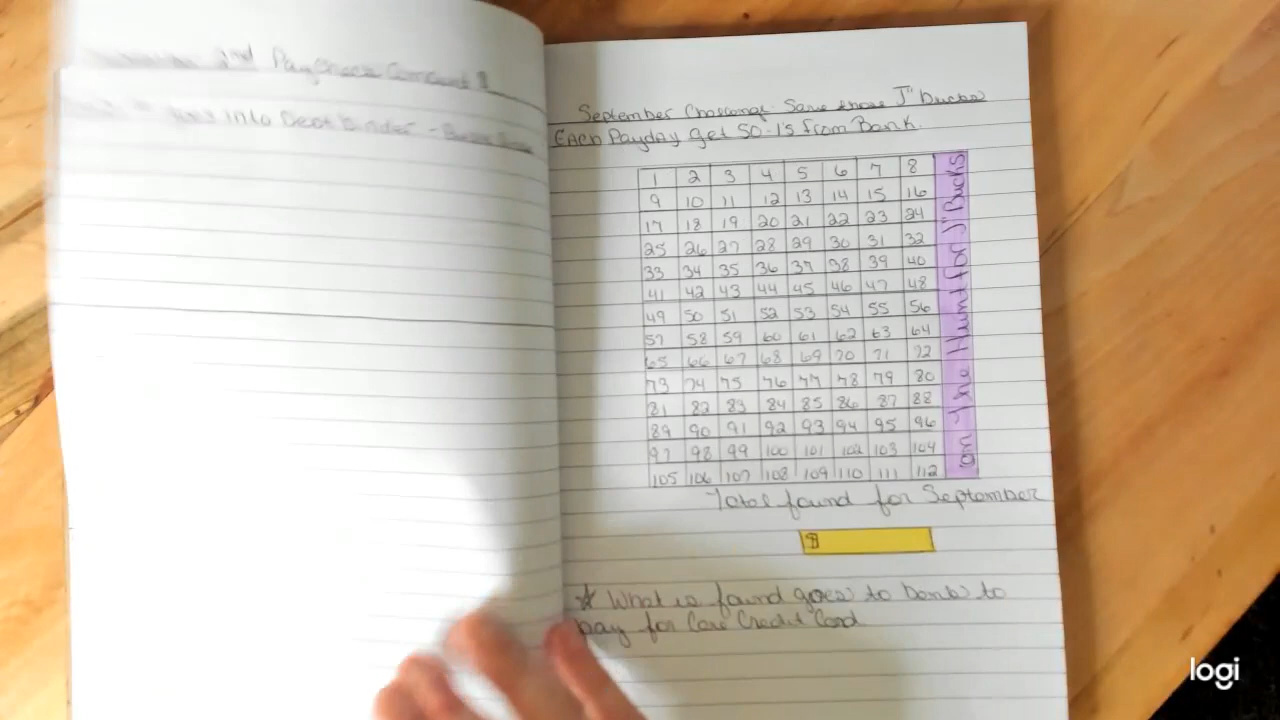 2nd Paycheck
into Debt Binder -
September Challenge: Save those J" Bucks
Each Payday get 50-1's from Bank.
1 2 3 4 5 6 7 8
9 10 11 12 13 14 15 16
17 18 19 20 21 22 23 24
25 26 27 28 29 30 31 32
33 34 35 36 37 38 39 40
41 42 43 44 45 46 47 48
49 50 51 52 53 54 55 56
57 58 59 60 61 62 63 64
65 66 67 68 69 70 71 72
73 74 75 76 77 78 79 80
81 82 83 84 85 86 87 88
89 90 91 92 93 94 95 96
97 98 99 100 101 102 103 104
105 106 107 108 109 110 111 112
on The Hunt for J" Bucks
Total found for September
$
☆ What is found goes to bank to
pay for Care Credit Card
logi